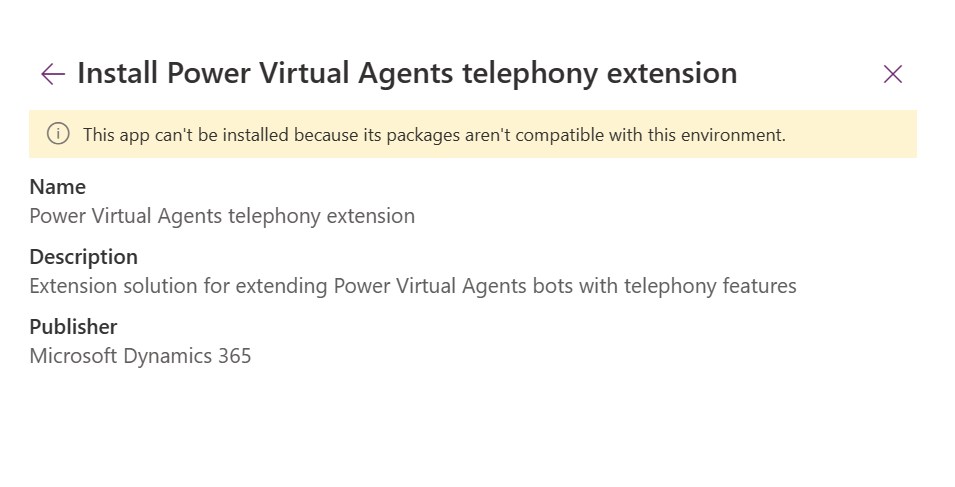 Install Power Virtual Agents telephony extension
This app can't be installed because its packages aren't compatible with this environment.
Name
Power Virtual Agents telephony extension
Description
Extension solution for extending Power Virtual Agents bots with telephony features
Publisher
Microsoft Dynamics 365